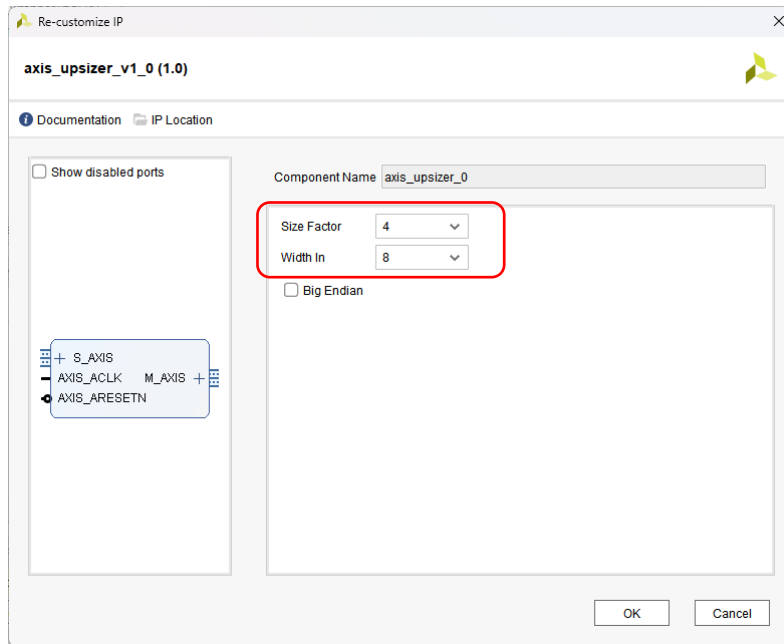 Re-customize IP
axis_upsizer_v1_0 (1.0)
Documentation IP Location
Show disabled ports
S_AXIS
AXIS_ACLK M_AXIS
AXIS_ARESETN
Component Name axis_upsizer_0
Size Factor 4
Width In 8
Big Endian
OK Cancel